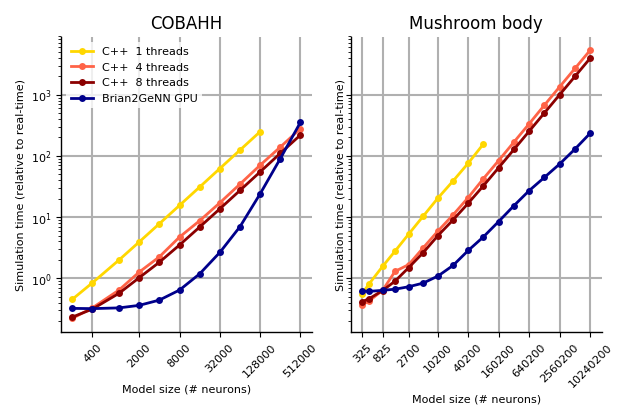 COBAHH
Mushroom body
C++ 1 threads
C++ 4 threads
C++ 8 threads
Brian2GeNN GPU
Simulation time (relative to real-time)
10³
10²
10¹
10⁰
400
2000
8000
32000
128000
512000
Model size (# neurons)
Simulation time (relative to real-time)
10³
10²
10¹
10⁰
325
825
2700
10200
40200
160200
640200
2560200
10240200
Model size (# neurons)